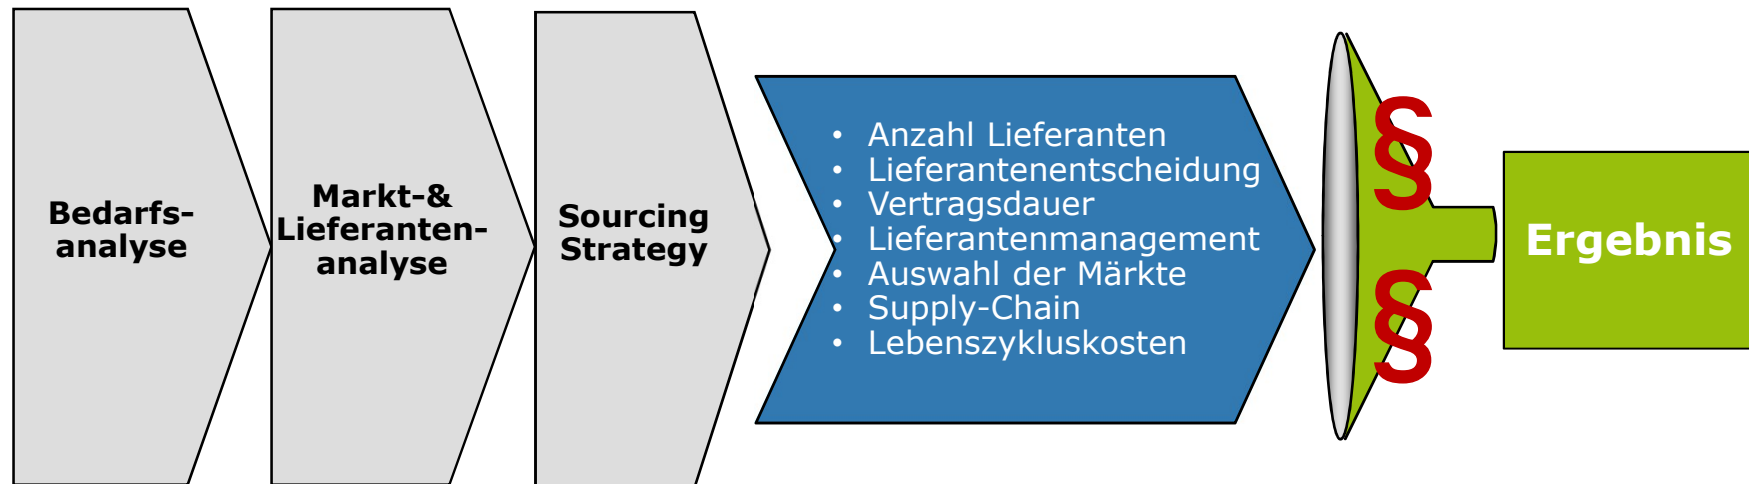 Bedarfs-
analyse
Markt-&
Lieferanten-
analyse
Sourcing
Strategy
• Anzahl Lieferanten
• Lieferantenentscheidung
• Vertragsdauer
• Lieferantenmanagement
• Auswahl der Märkte
• Supply-Chain
• Lebenszykluskosten
§
§
Ergebnis